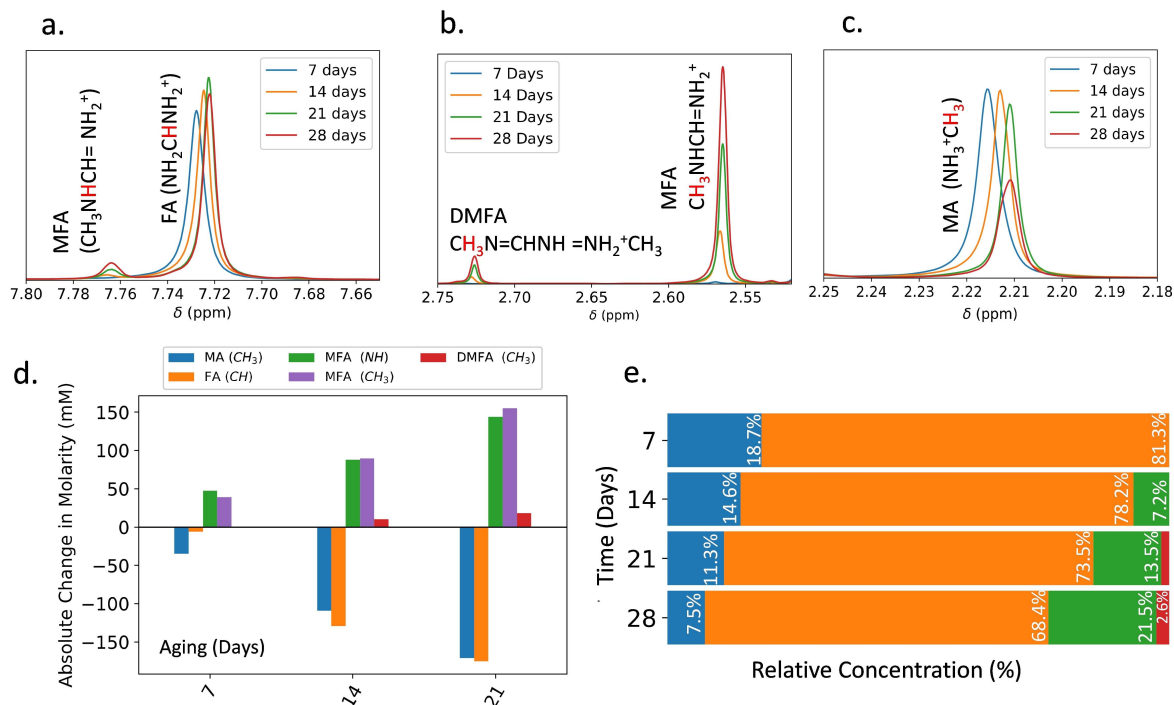 a.
MFA
(CH₃NHCH= NH₂⁺)
FA (NH₂CHNH₂⁺)
7 days
14 days
21 days
28 days
7.80 7.78 7.76 7.74 7.72 7.70 7.68 7.66
δ (ppm)
b.
7 Days
14 Days
21 Days
28 Days
DMFA
CH₃N=CHNH =NH₂⁺CH₃
MFA
CH₃NHCH=NH₂⁺
2.75 2.70 2.65 2.60 2.55
δ (ppm)
c.
MA (NH₃⁺CH₃)
7 days
14 days
21 days
28 days
2.25 2.24 2.23 2.22 2.21 2.20 2.19 2.18
δ (ppm)
d.
MA (CH₃)
FA (CH)
MFA (NH)
MFA (CH₃)
DMFA (CH₃)
Absolute Change in Molarity (mM)
150
100
50
0
−50
−100
−150
Aging (Days)
7 14 21
e.
Time (Days)
7 18.7% 81.3%
14 14.6% 78.2% 7.2%
21 11.3% 73.5% 13.5%
28 7.5% 68.4% 21.5% 2.6%
Relative Concentration (%)